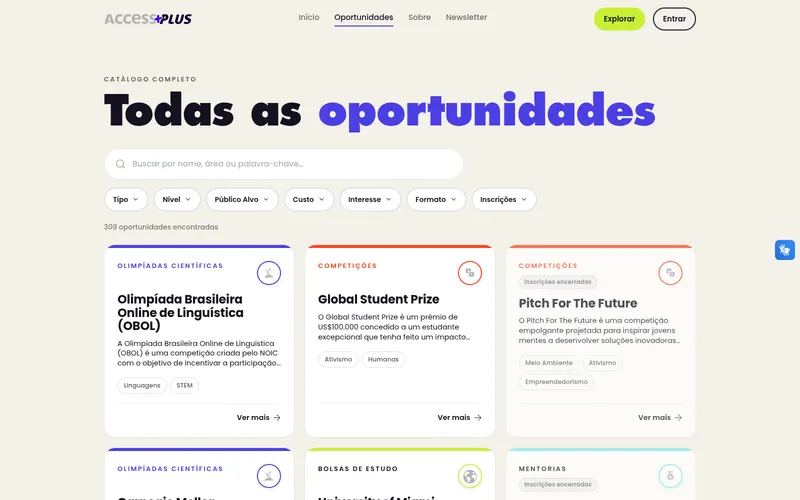 ACCESS+PLUS
Início
Oportunidades
Sobre
Newsletter
Explorar
Entrar
CATÁLOGO COMPLETO
Todas as oportunidades
Buscar por nome, área ou palavra-chave...
Tipo
Nível
Público Alvo
Custo
Interesse
Formato
Inscrições
309 oportunidades encontradas
OLIMPÍADAS CIENTÍFICAS
Olimpíada Brasileira
Online de Linguística
(OBOL)
A Olimpíada Brasileira Online de Linguística
(OBOL) é uma competição criada pelo NOIC
com o objetivo de incentivar a participação...
Linguagens
STEM
Ver mais
COMPETIÇÕES
Global Student Prize
O Global Student Prize é um prêmio de
US$100.000 concedido a um estudante
excepcional que tenha feito um impacto...
Ativismo
Humanas
Ver mais
COMPETIÇÕES
Inscrições encerradas
Pitch For The Future
O Pitch For The Future é uma competição
empolgante projetada para inspirar jovens
mentes a desenvolver soluções inovadoras...
Meio Ambiente
Ativismo
Empreendedorismo
Ver mais
OLIMPÍADAS CIENTÍFICAS
BOLSAS DE ESTUDO
MENTORIAS
Inscrições encerradas